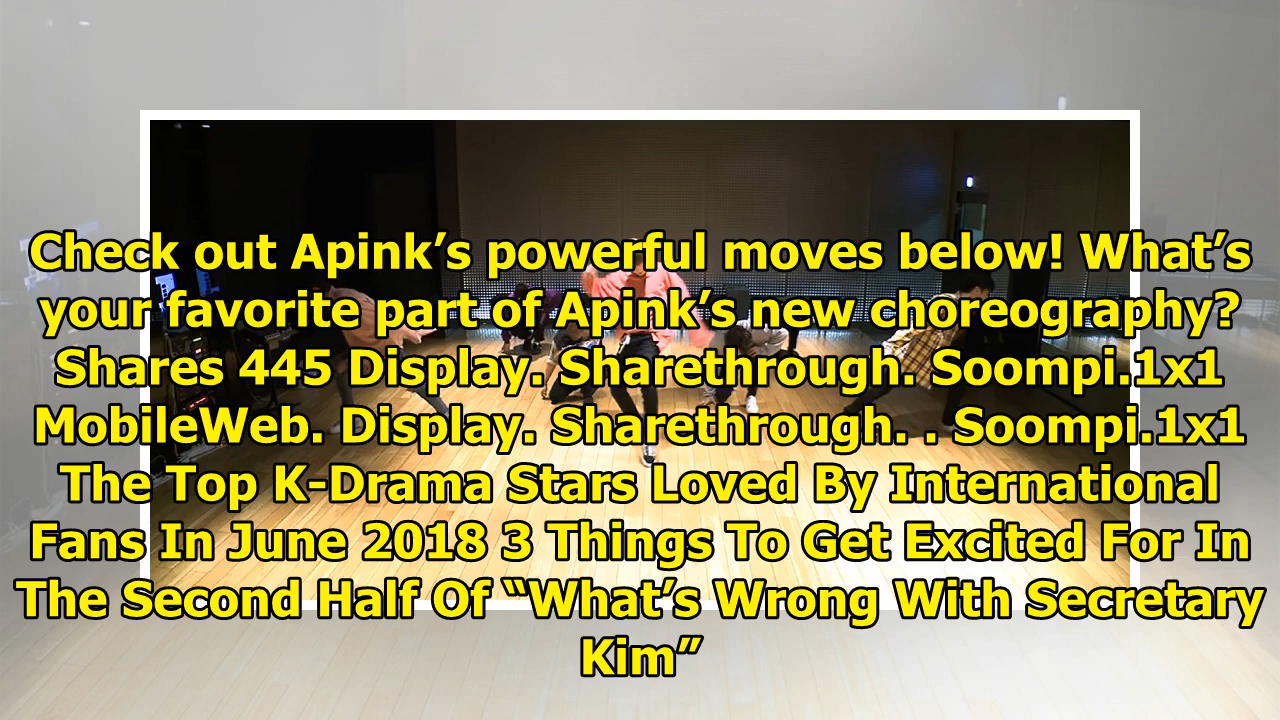 Check out Apink’s powerful moves below! What’s
your favorite part of Apink’s new choreography?
Shares 445 Display. Sharethrough. Soompi.1x1
MobileWeb. Display. Sharethrough. . Soompi.1x1
The Top K-Drama Stars Loved By International
Fans In June 2018 3 Things To Get Excited For In
The Second Half Of “What’s Wrong With Secretary
Kim”